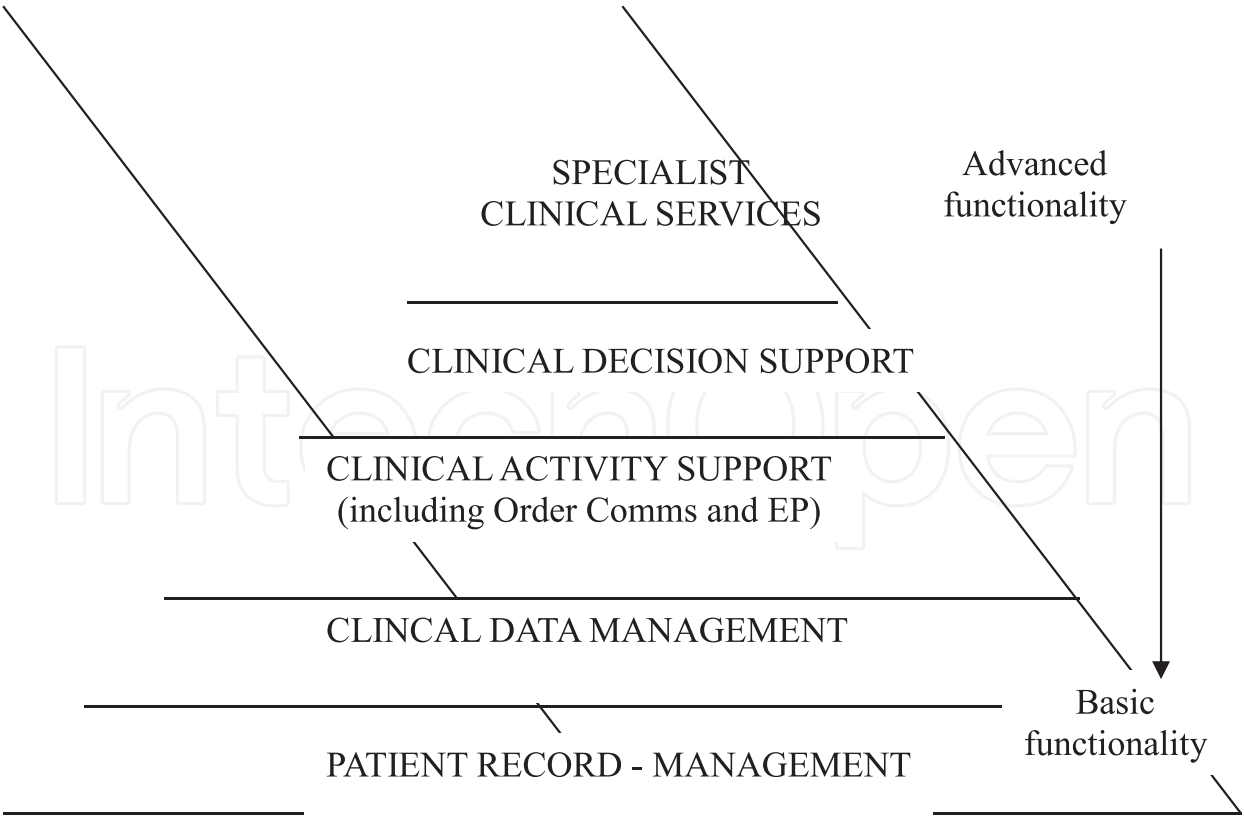 SPECIALIST
CLINICAL SERVICES
Advanced
functionality
CLINICAL DECISION SUPPORT
CLINICAL ACTIVITY SUPPORT
(including Order Comms and EP)
CLINCAL DATA MANAGEMENT
PATIENT RECORD - MANAGEMENT
Basic
functionality
IntechOpen